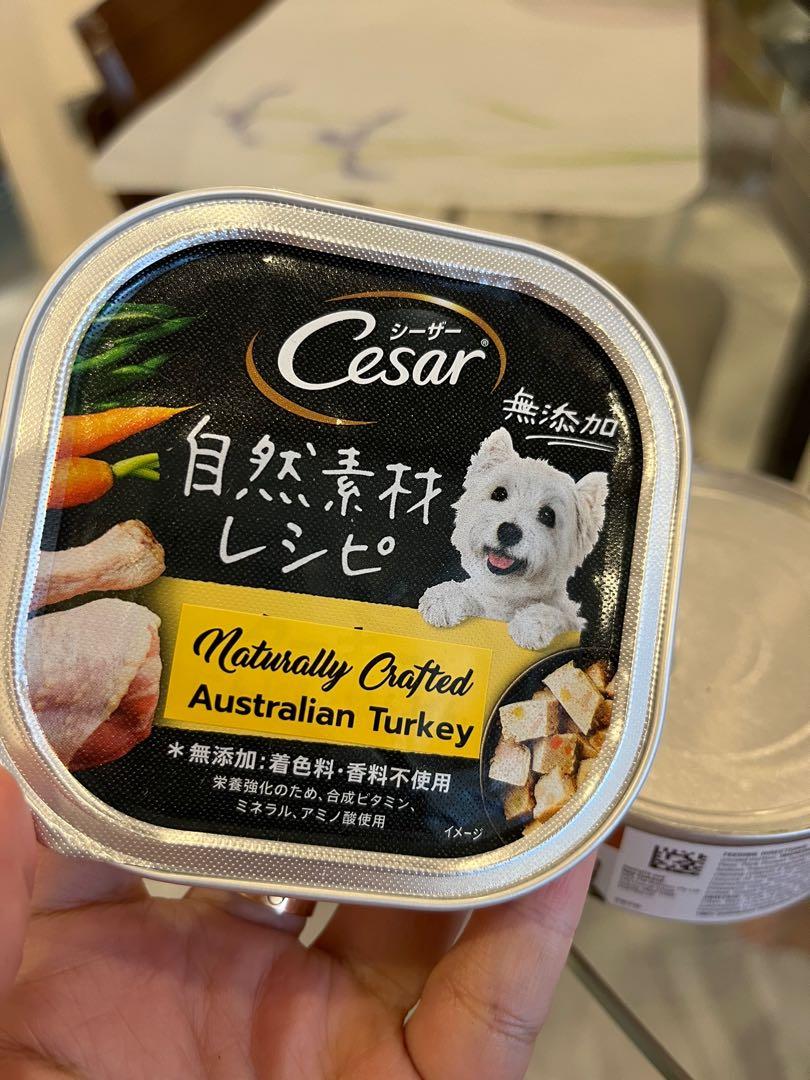 シーザー
Cesar®
無添加
自然素材
レシピ
Naturally Crafted
Australian Turkey
＊無添加:着色料・香料不使用
栄養強化のため、合成ビタミン、
ミネラル、アミノ酸使用
イメージ